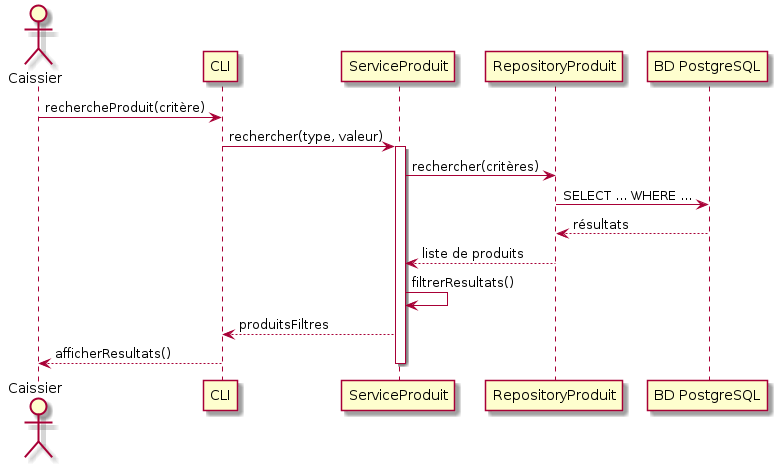 Caissier
CLI
ServiceProduit
RepositoryProduit
BD PostgreSQL
rechercheProduit(critère)
rechercher(type, valeur)
rechercher(critères)
SELECT ... WHERE ...
résultats
liste de produits
filtrerResultats()
produitsFiltres
afficherResultats()
Caissier
CLI
ServiceProduit
RepositoryProduit
BD PostgreSQL